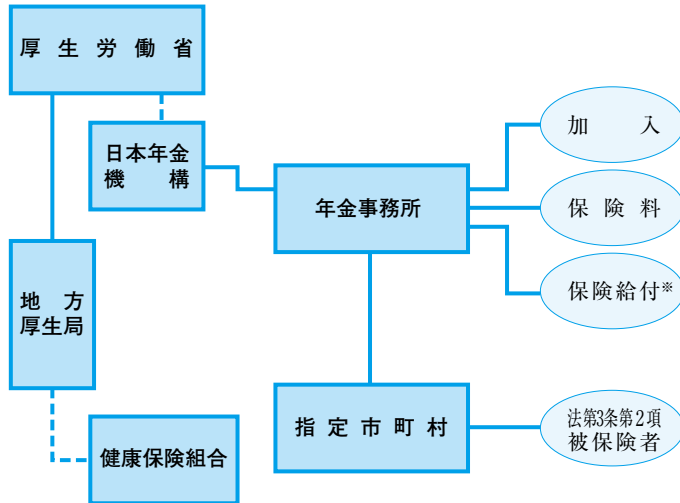 厚生労働省
日本年金
機構
年金事務所
加入
保険料
保険給付※
地方
厚生局
指定市町村
法第3条第2項
被保険者
健康保険組合